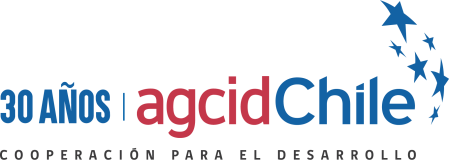 30 AÑOS | agcidChile
COOPERACIÓN PARA EL DESARROLLO